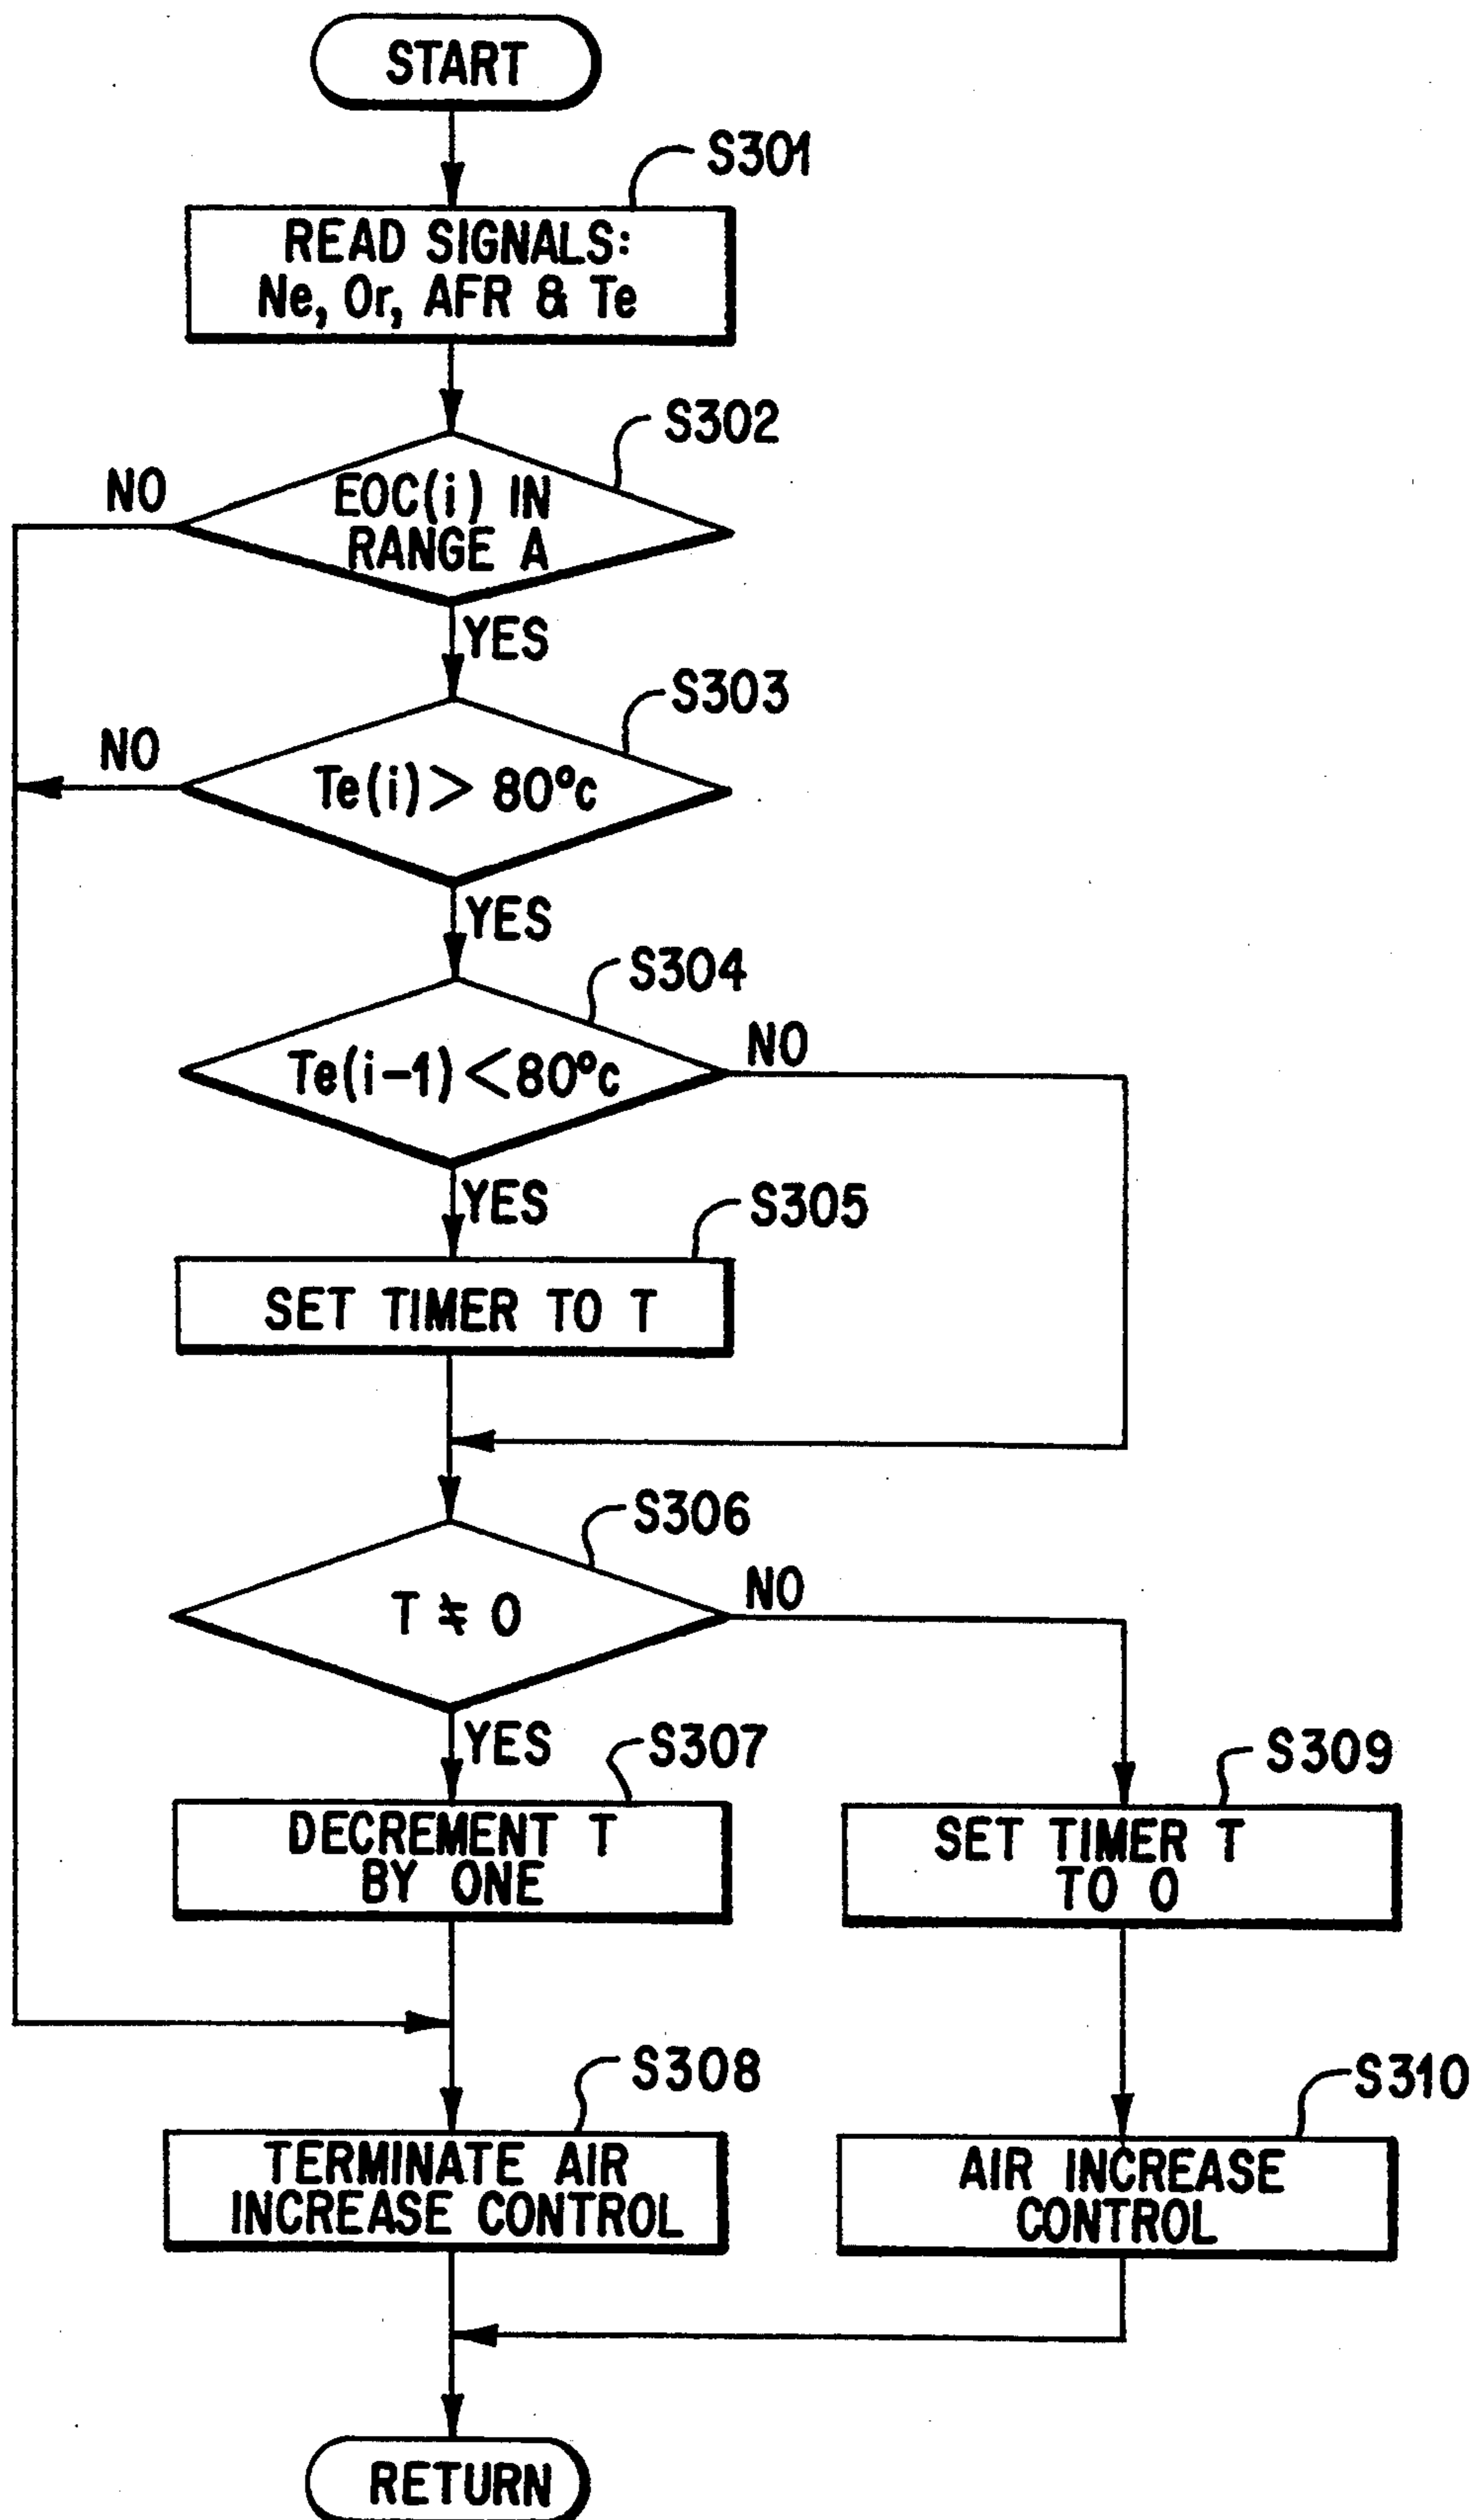 START
S301
READ SIGNALS:
Ne, Or, AFR & Te
S302
NO
EOC(i) IN
RANGE A
YES
S303
NO
Te(i) > 80°c
YES
S304
NO
Te(i-1) < 80°c
YES
S305
SET TIMER TO T
S306
NO
T ≠ 0
YES
S307
S309
DECREMENT T
BY ONE
SET TIMER T
TO 0
S308
S310
TERMINATE AIR
INCREASE CONTROL
AIR INCREASE
CONTROL
RETURN